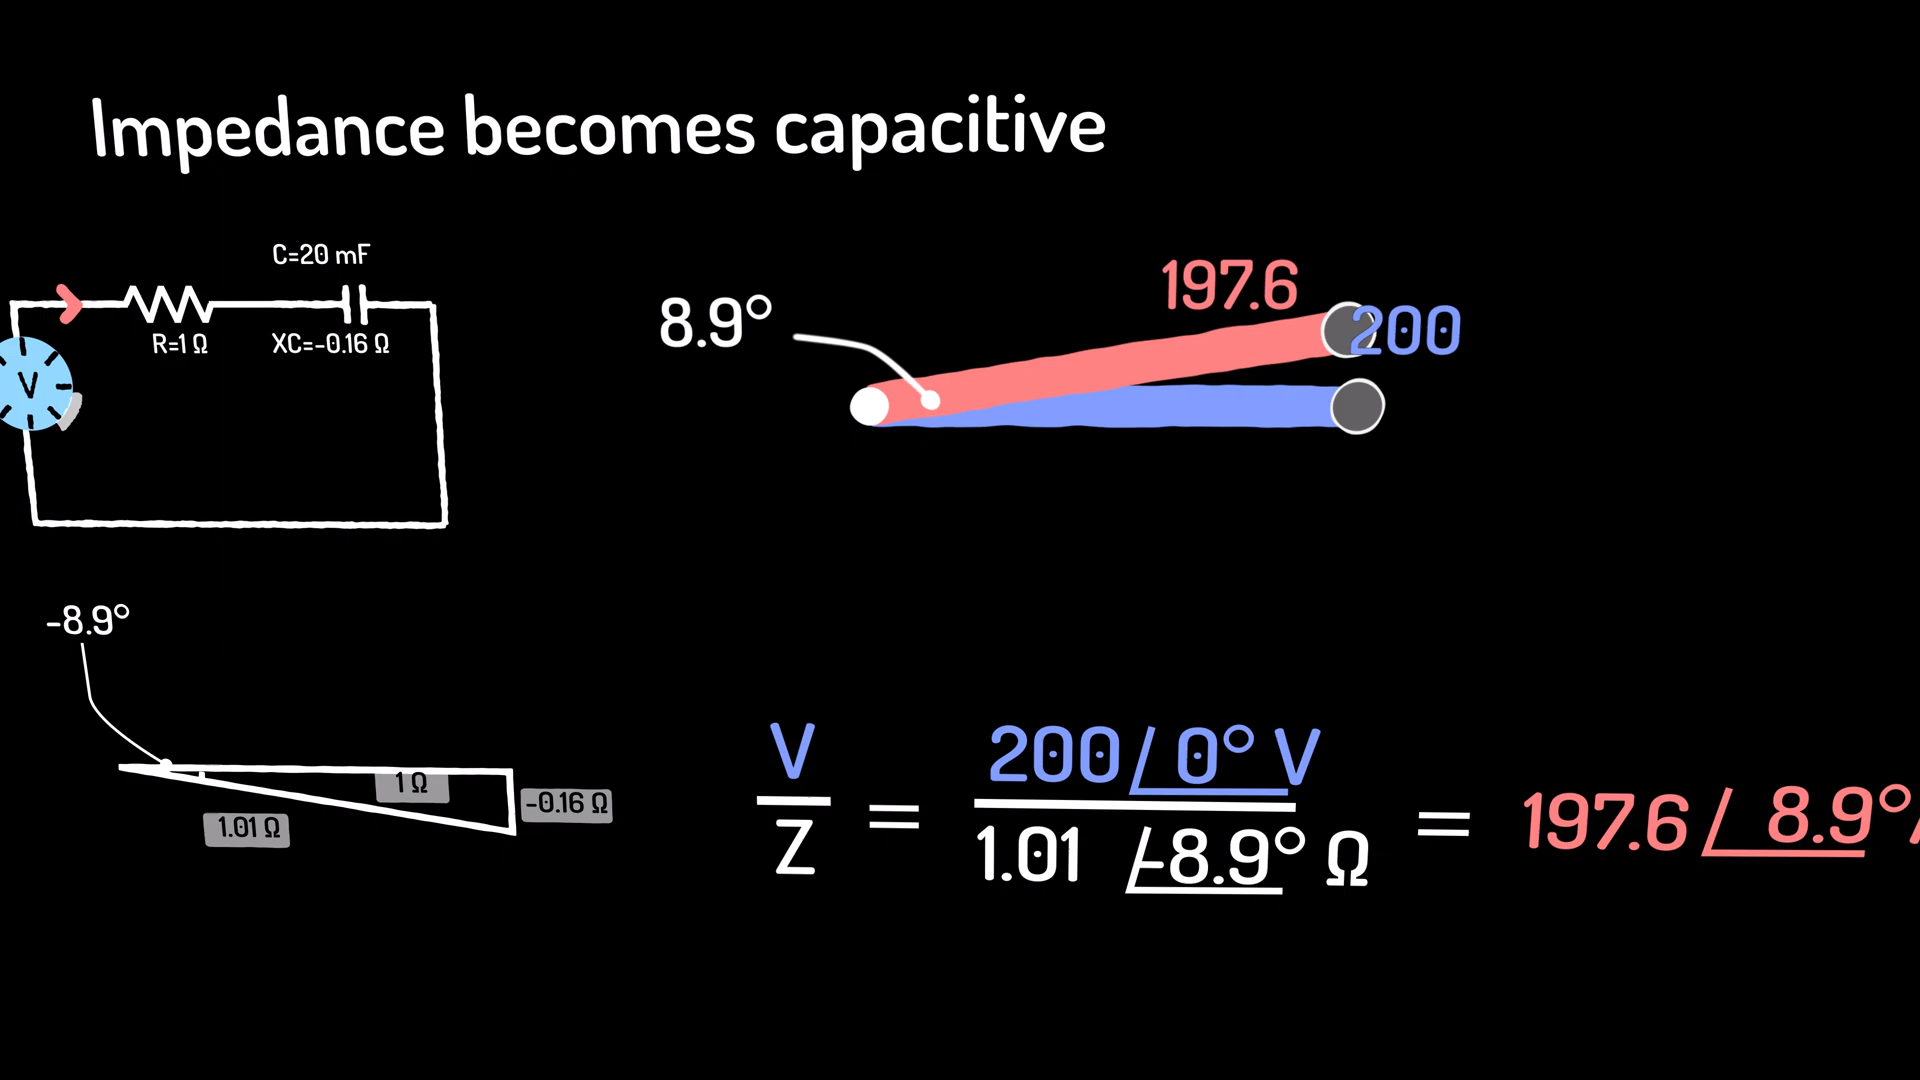 Impedance becomes capacitive
C=20 mF
R=1 Ω
XC=-0.16 Ω
V
8.9°
197.6
200
-8.9°
1 Ω
-0.16 Ω
1.01 Ω
V
Z
=
200∠0° V
1.01 ∠-8.9° Ω
=
197.6∠8.9°